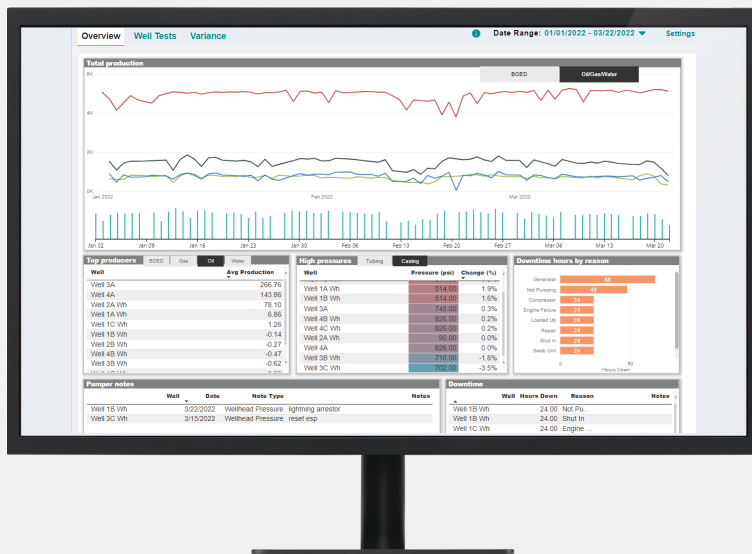 Overview Well Tests Variance Date Range: 01/01/2022 - 03/22/2022 Settings
Total production
BOED Oil/Gas/Water
6K
4K
2K
0K
Jan 2022 Feb 2022 Mar 2022
Jan 02 Jan 09 Jan 16 Jan 23 Jan 30 Feb 06 Feb 13 Feb 20 Feb 27 Mar 06 Mar 13 Mar 20
Top producers BOED Gas Oil Water
Well Avg Production
Well 3A 266.76
Well 4A 143.86
Well 2A Wh 78.10
Well 1A Wh 6.86
Well 1C Wh 1.26
Well 1B Wh -0.14
Well 2B Wh -0.27
Well 4B Wh -0.47
Well 3B Wh -0.62
High pressures Tubing Casing
Well Pressure (psi) Change (%)
Well 1A Wh 514.00 1.9%
Well 1B Wh 514.00 1.6%
Well 3A 745.00 0.3%
Well 4B Wh 826.00 0.2%
Well 4C Wh 826.00 0.2%
Well 2A Wh 90.00 0.0%
Well 4A 826.00 0.0%
Well 3B Wh 710.00 -1.8%
Well 3C Wh 702.00 -3.5%
Downtime hours by reason
Generator 68
Not Pumping 48
Compressor 24
Engine Failure 24
Loaded Up 24
Repair 24
Shut In 24
Swab Unit 24
0 50
Hours Down
Pumper notes
Well Date Note Type Notes
Well 1B Wh 3/22/2022 Wellhead Pressure lightning arrestor
Well 3C Wh 3/15/2022 Wellhead Pressure reset esp
Downtime
Well Hours Down Reason Notes
Well 1B Wh 24.00 Not Pu...
Well 1B Wh 24.00 Shut In
Well 1C Wh 24.00 Engine ...